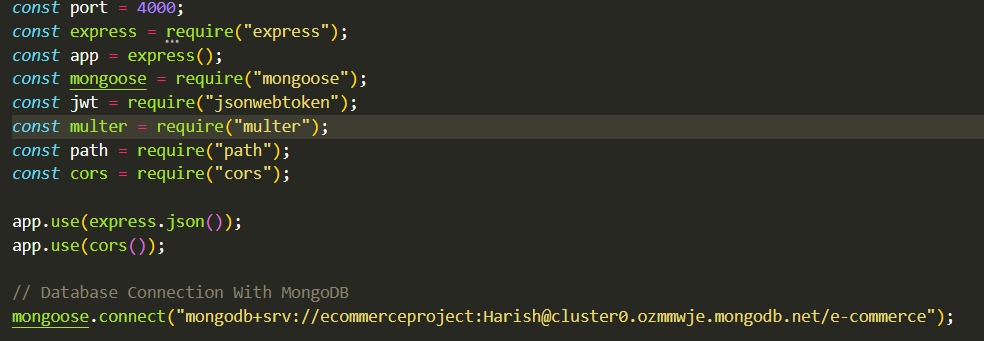 const port = 4000;
const express = require("express");
const app = express();
const mongoose = require("mongoose");
const jwt = require("jsonwebtoken");
const multer = require("multer");
const path = require("path");
const cors = require("cors");
app.use(express.json());
app.use(cors());
// Database Connection With MongoDB
mongoose.connect("mongodb+srv://ecommerceproject:Harish@cluster0.ozmmwje.mongodb.net/e-commerce");